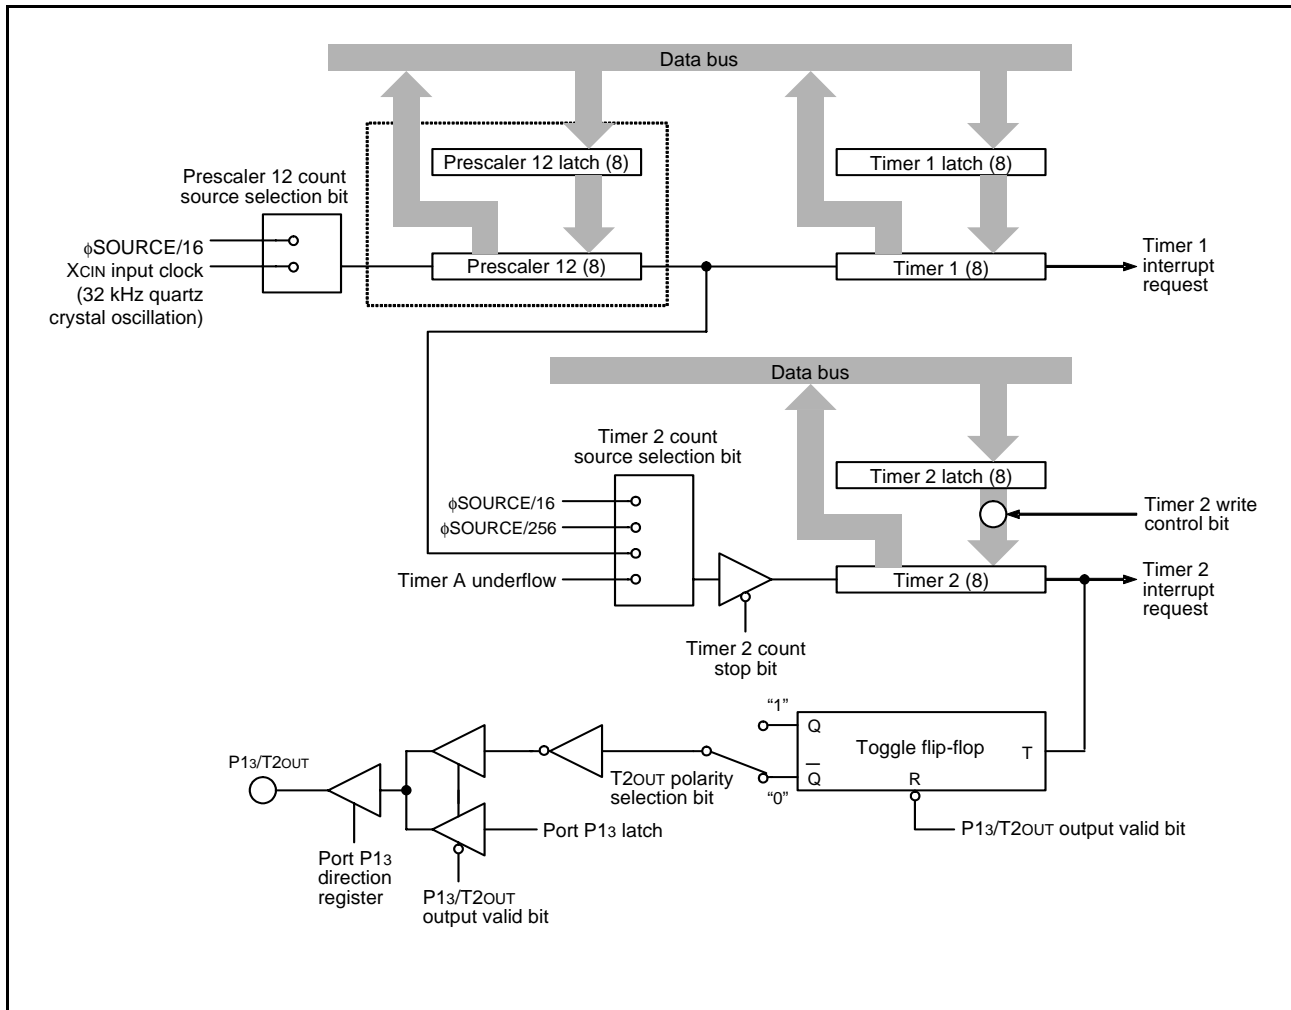 Data bus
Prescaler 12 latch (8)
Timer 1 latch (8)
Prescaler 12 count
source selection bit
ϕSOURCE/16
XCIN input clock
(32 kHz quartz
crystal oscillation)
Prescaler 12 (8)
Timer 1 (8)
Timer 1
interrupt
request
Data bus
Timer 2 count
source selection bit
Timer 2 latch (8)
ϕSOURCE/16
ϕSOURCE/256
Timer A underflow
Timer 2 write
control bit
Timer 2 (8)
Timer 2
interrupt
request
Timer 2 count
stop bit
“1”
Q
Toggle flip-flop
T
Q̅
R
“0”
T2OUT polarity
selection bit
P13/T2OUT
Port P13 latch
P13/T2OUT output valid bit
Port P13
direction
register
P13/T2OUT
output valid bit